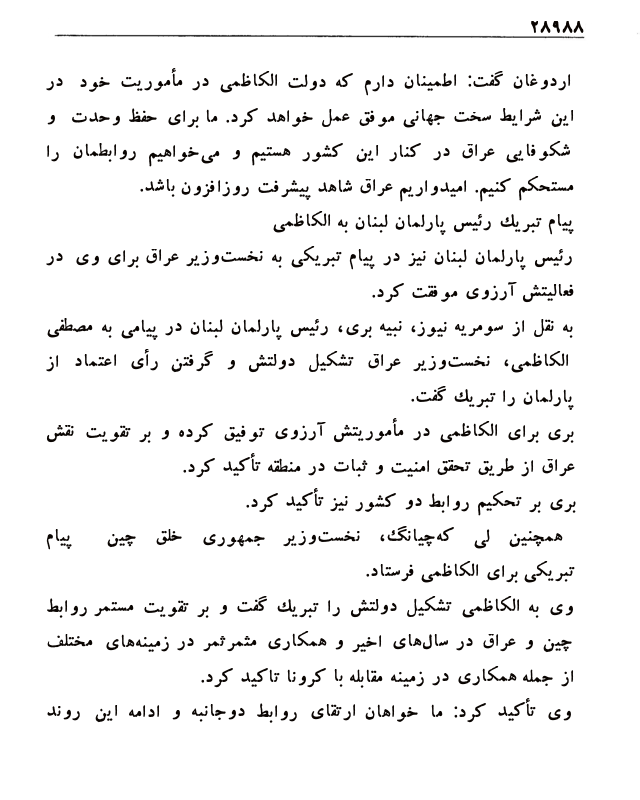 ۲۸۹۸۸
اردوغان گفت: اطمینان دارم که دولت الکاظمی در مأموریت خود در
این شرایط سخت جهانی موفق عمل خواهد کرد. ما برای حفظ وحدت و
شکوفایی عراق در کنار این کشور هستیم و می‌خواهیم روابطمان را
مستحکم کنیم. امیدواریم عراق شاهد پیشرفت روزافزون باشد.
پیام تبریك رئیس پارلمان لبنان به الکاظمی
رئیس پارلمان لبنان نیز در پیام تبریکی به نخست‌وزیر عراق برای وی در
فعالیتش آرزوی موفقت کرد.
به نقل از سومریه نیوز، نبیه بری، رئیس پارلمان لبنان در پیامی به مصطفی
الکاظمی، نخست‌وزیر عراق تشکیل دولتش و گرفتن رأی اعتماد از
پارلمان را تبریك گفت.
بری برای الکاظمی در مأموریتش آرزوی توفیق کرده و بر تقویت نقش
عراق از طریق تحقق امنیت و ثبات در منطقه تأکید کرد.
بری بر تحکیم روابط دو کشور نیز تأکید کرد.
همچنین لی که‌چیانگ، نخست‌وزیر جمهوری خلق چین پیام
تبریکی برای الکاظمی فرستاد.
وی به الکاظمی تشکیل دولتش را تبریك گفت و بر تقویت مستمر روابط
چین و عراق در سال‌های اخیر و همکاری مثمرثمر در زمینه‌های مختلف
از جمله همکاری در زمینه مقابله با کرونا تاکید کرد.
وی تأکید کرد: ما خواهان ارتقای روابط دوجانبه و ادامه این روند